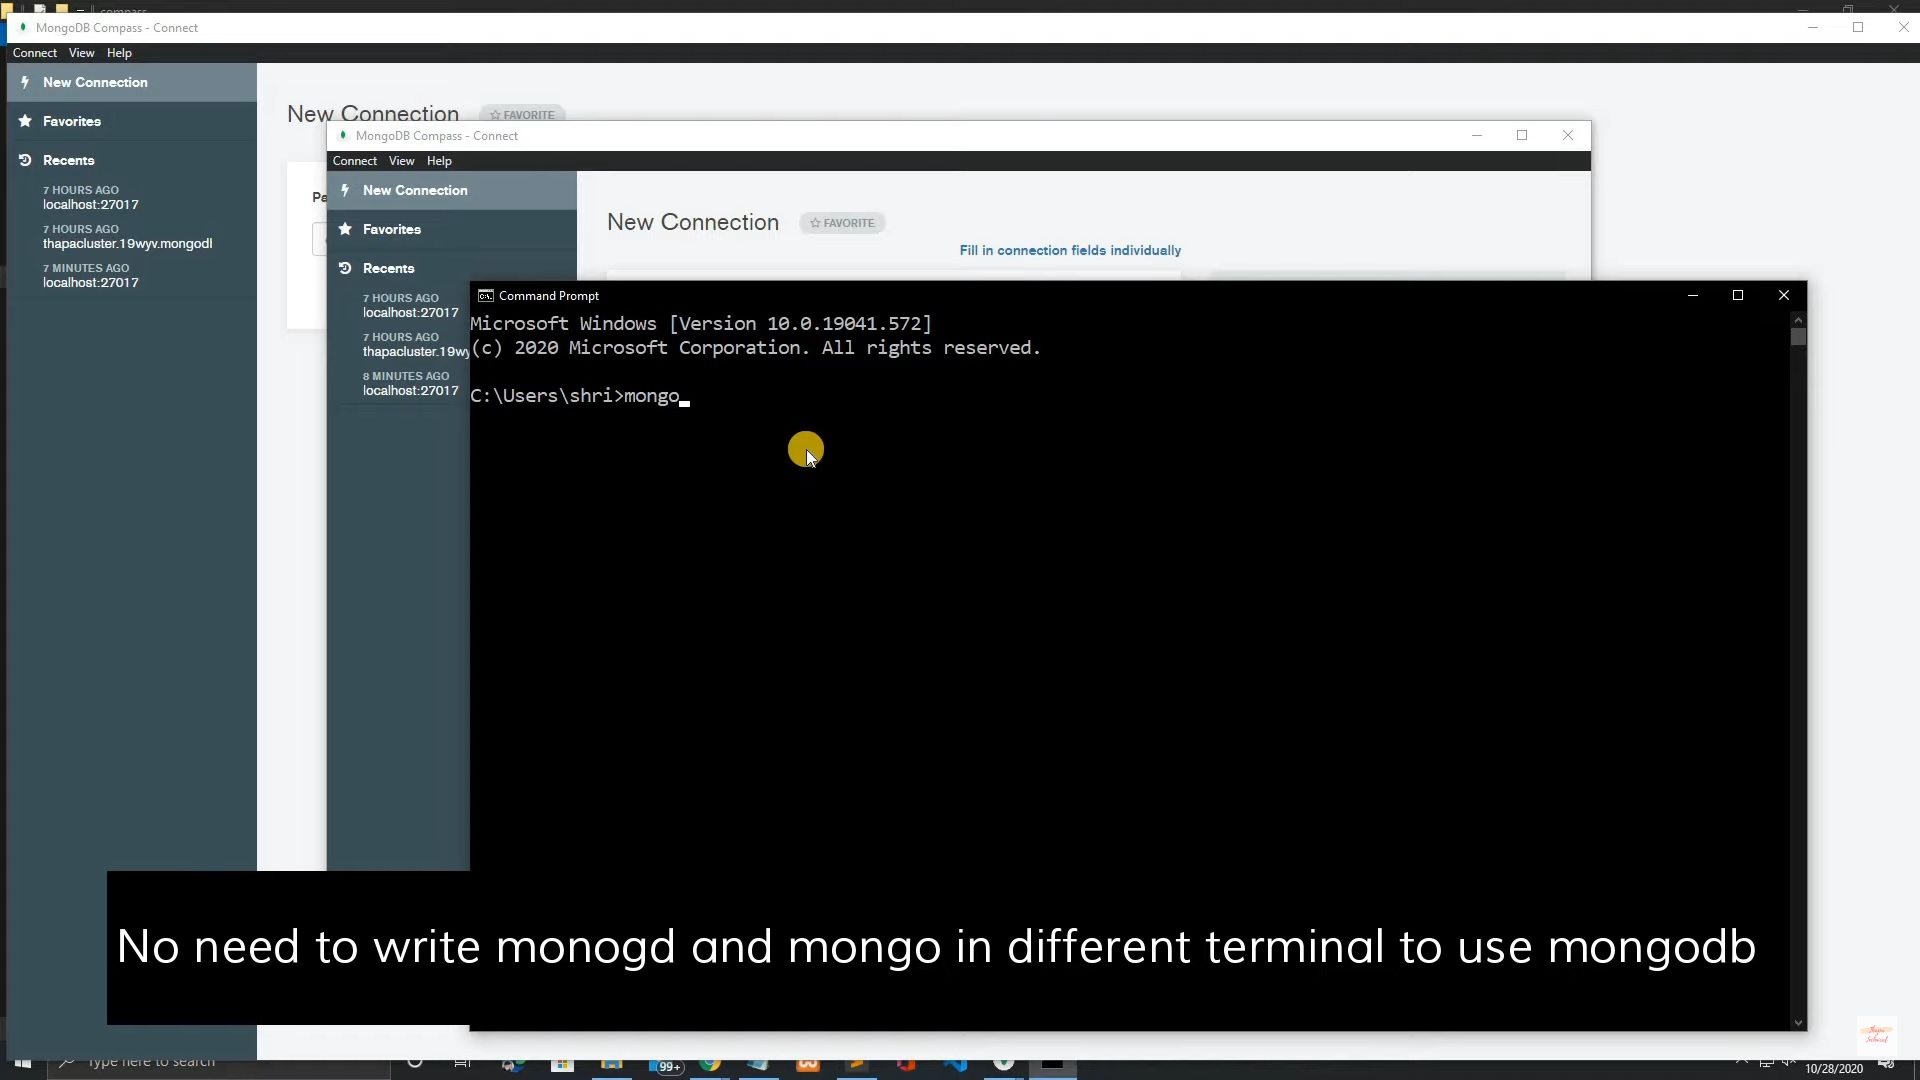 compass
MongoDB Compass - Connect
Connect View Help
New Connection
Favorites
Recents
7 HOURS AGO
localhost:27017
7 HOURS AGO
thapacluster.19wyv.mongodl
7 MINUTES AGO
localhost:27017
New Connection
FAVORITE
MongoDB Compass - Connect
Connect View Help
New Connection
Favorites
Recents
7 HOURS AGO
localhost:27017
7 HOURS AGO
thapacluster.19wy
8 MINUTES AGO
localhost:27017
New Connection
FAVORITE
Fill in connection fields individually
Command Prompt
Microsoft Windows [Version 10.0.19041.572]
(c) 2020 Microsoft Corporation. All rights reserved.
C:\Users\shri>mongo
No need to write monogd and mongo in different terminal to use mongodb
Type here to search
99+
10/28/2020